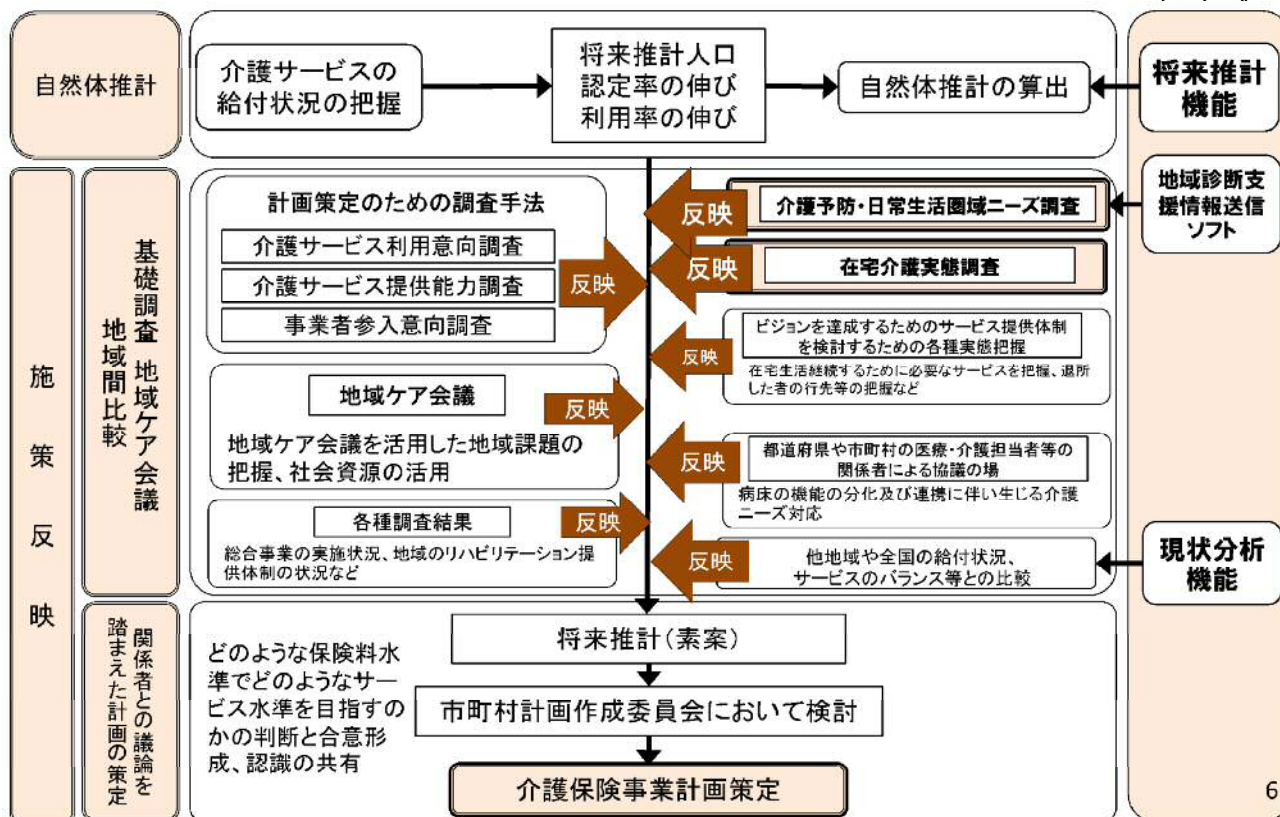 自然体推計
介護サービスの
給付状況の把握
将来推計人口
認定率の伸び
利用率の伸び
自然体推計の算出
将来推計
機能
施策反映
基礎調査 地域ケア会議
地域間比較
計画策定のための調査手法
介護サービス利用意向調査
介護サービス提供能力調査
事業者参入意向調査
反映
地域ケア会議
地域ケア会議を活用した地域課題の
把握、社会資源の活用
反映
各種調査結果
総合事業の実施状況、地域のリハビリテーション提
供体制の状況など
反映
反映
介護予防・日常生活圏域ニーズ調査
地域診断支
援情報送信
ソフト
反映
在宅介護実態調査
反映
ビジョンを達成するためのサービス提供体制
を検討するための各種実態把握
在宅生活継続するために必要なサービスを把握、退所
した者の行先等の把握など
反映
都道府県や市町村の医療・介護担当者等の
関係者による協議の場
病床の機能の分化及び連携に伴い生じる介護
ニーズ対応
反映
他地域や全国の給付状況、
サービスのバランス等との比較
現状分析
機能
関係者との議論を
踏まえた計画の策定
どのような保険料水
準でどのようなサー
ビス水準を目指すの
かの判断と合意形
成、認識の共有
将来推計(素案)
市町村計画作成委員会において検討
介護保険事業計画策定
6